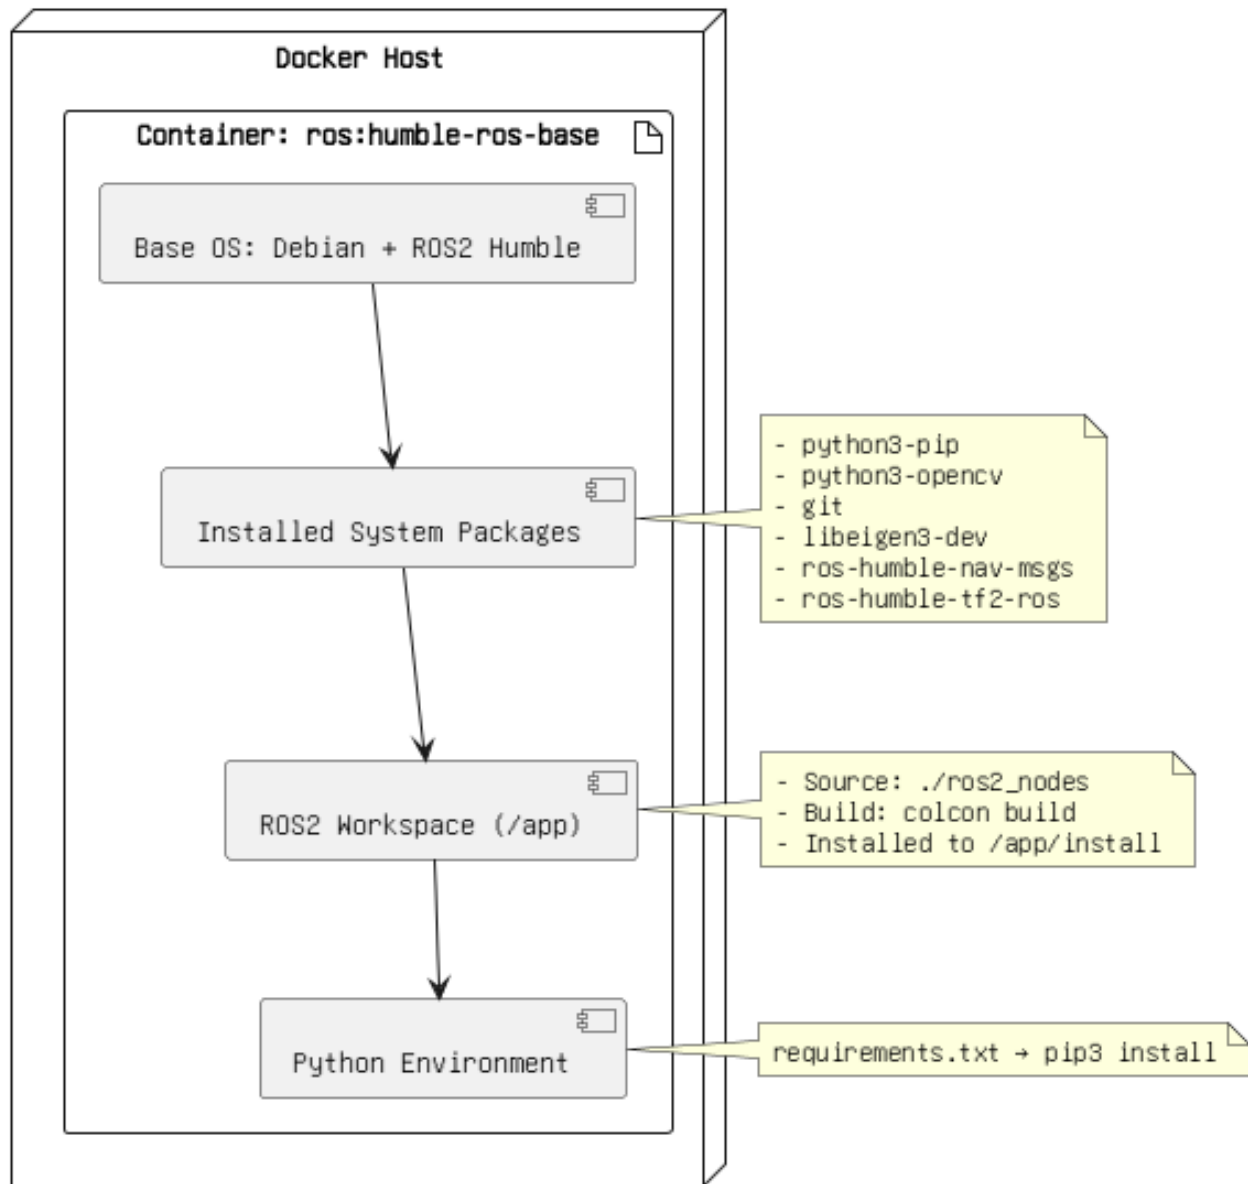 Docker Host
Container: ros:humble-ros-base
Base OS: Debian + ROS2 Humble
Installed System Packages
- python3-pip
- python3-opencv
- git
- libeigen3-dev
- ros-humble-nav-msgs
- ros-humble-tf2-ros
ROS2 Workspace (/app)
- Source: ./ros2_nodes
- Build: colcon build
- Installed to /app/install
Python Environment
requirements.txt → pip3 install